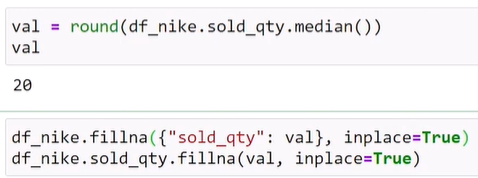 val = round(df_nike.sold_qty.median())
val
20
df_nike.fillna({"sold_qty": val}, inplace=True)
df_nike.sold_qty.fillna(val, inplace=True)